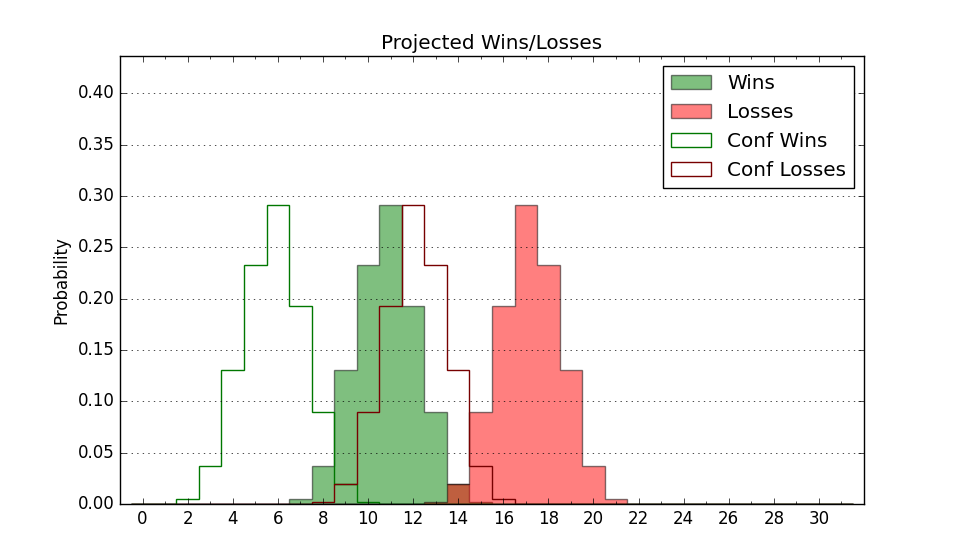 Projected Wins/Losses
Wins
Losses
Conf Wins
Conf Losses
Probability
0.40
0.35
0.30
0.25
0.20
0.15
0.10
0.05
0.00
0 2 4 6 8 10 12 14 16 18 20 22 24 26 28 30